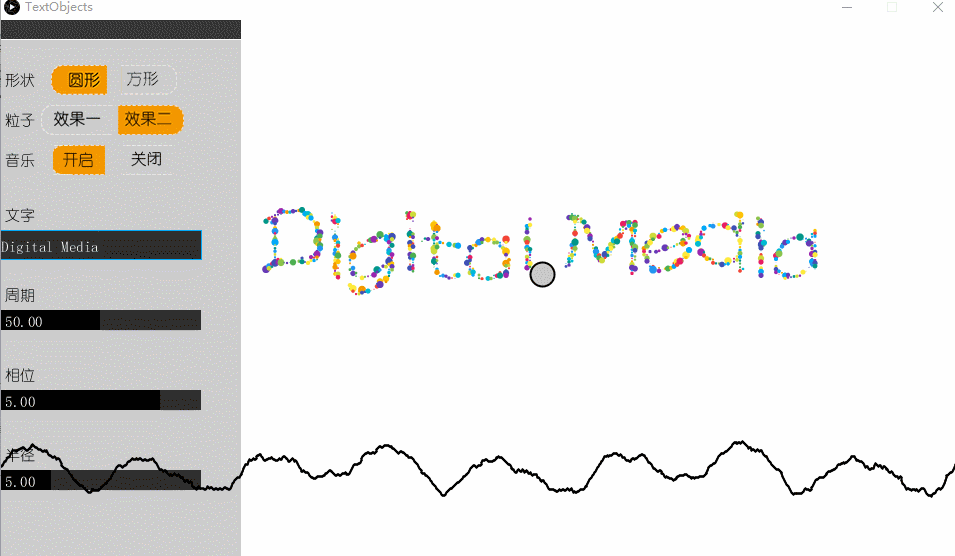 TextObjects
形状 圆形 方形
粒子 效果一 效果二
音乐 开启 关闭
文字
Digital Media
周期
50.00
相位
5.00
半径
5.00
Digital Media